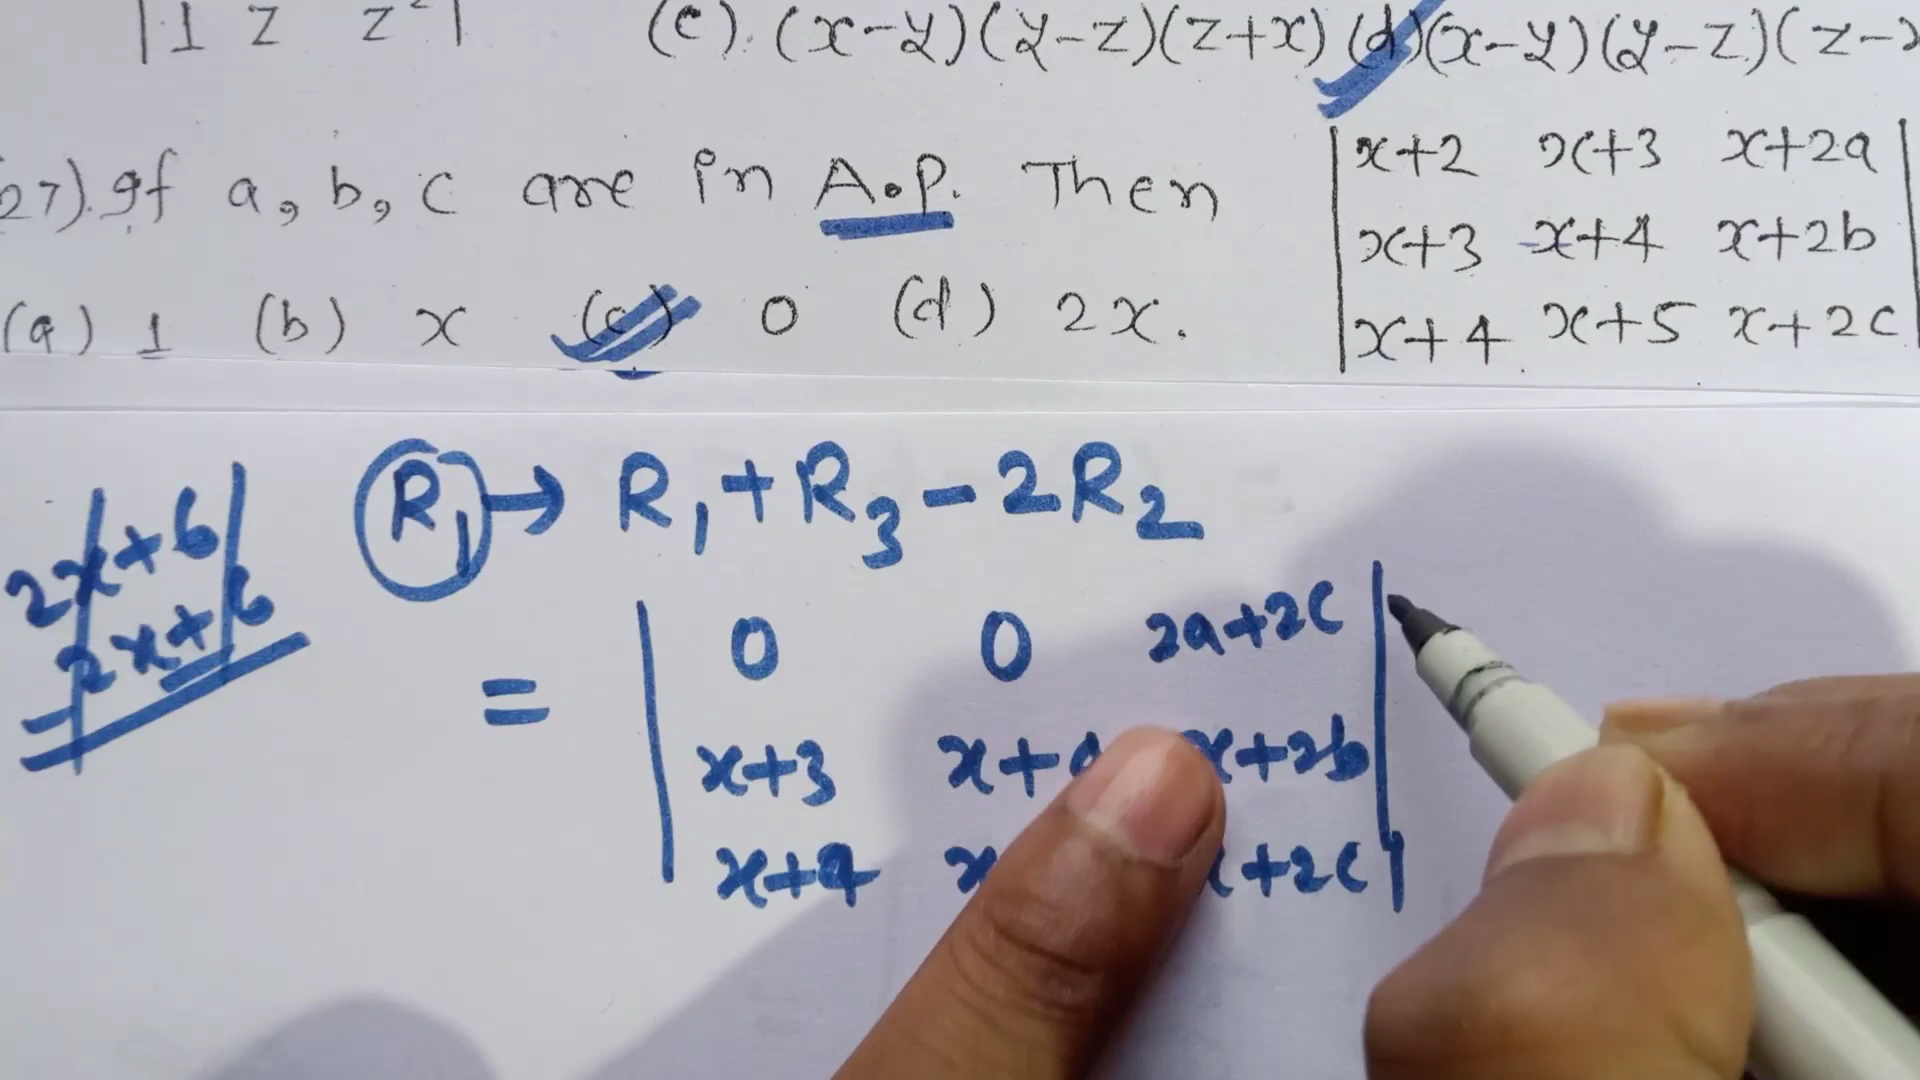 |1 z z²|
(c). (x-y)(y-z)(z+x) (d) (x-y)(y-z)(z-
27). If a, b, c are in A.P. Then
|x+2 x+3 x+2a|
|x+3 x+4 x+2b|
|x+4 x+5 x+2c|
(a) 1 (b) x (c) 0 (d) 2x.
2x+6
2x+6
R₁ → R₁+R₃-2R₂
= |0 0 2a+2c|
|x+3 x+ x+2b|
|x+4 x +2c|